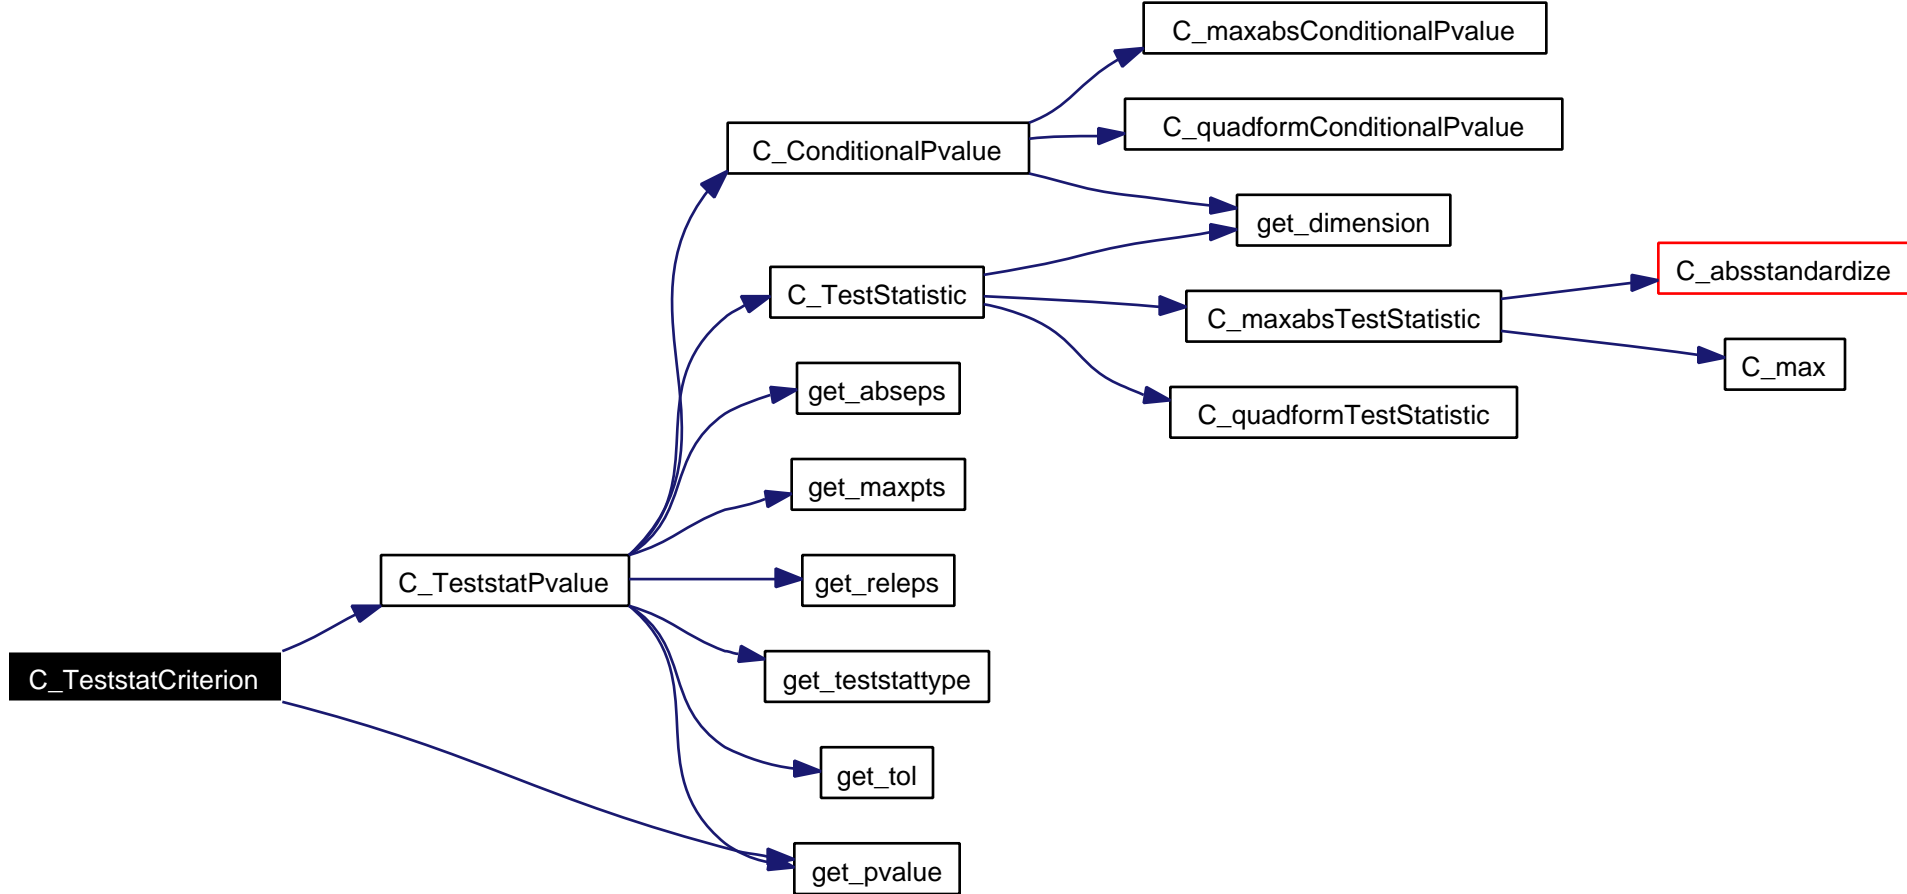 C_maxabsConditionalPvalue
C_quadformConditionalPvalue
C_ConditionalPvalue
get_dimension
C_absstandardize
C_TestStatistic
C_maxabsTestStatistic
C_max
get_abseps
C_quadformTestStatistic
get_maxpts
C_TeststatPvalue
get_releps
C_TeststatCriterion
get_teststattype
get_tol
get_pvalue